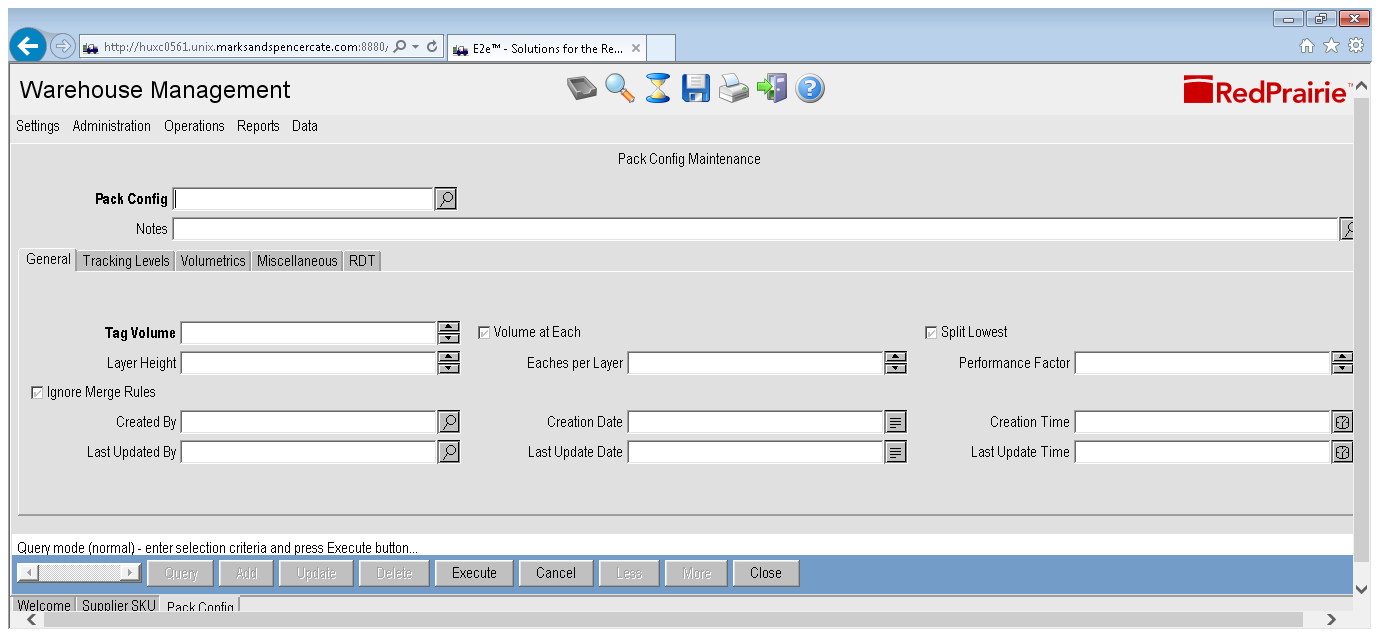 http://huxc0561.unix.marksandspencercate.com:8880/
E2e™ - Solutions for the Re...
Warehouse Management
RedPrairie™
Settings Administration Operations Reports Data
Pack Config Maintenance
Pack Config
Notes
General Tracking Levels Volumetrics Miscellaneous RDT
Tag Volume Volume at Each Split Lowest
Layer Height Eaches per Layer Performance Factor
Ignore Merge Rules
Created By Creation Date Creation Time
Last Updated By Last Update Date Last Update Time
Query mode (normal) - enter selection criteria and press Execute button...
Query Add Update Delete Execute Cancel Less More Close
Welcome Supplier SKU Pack Config